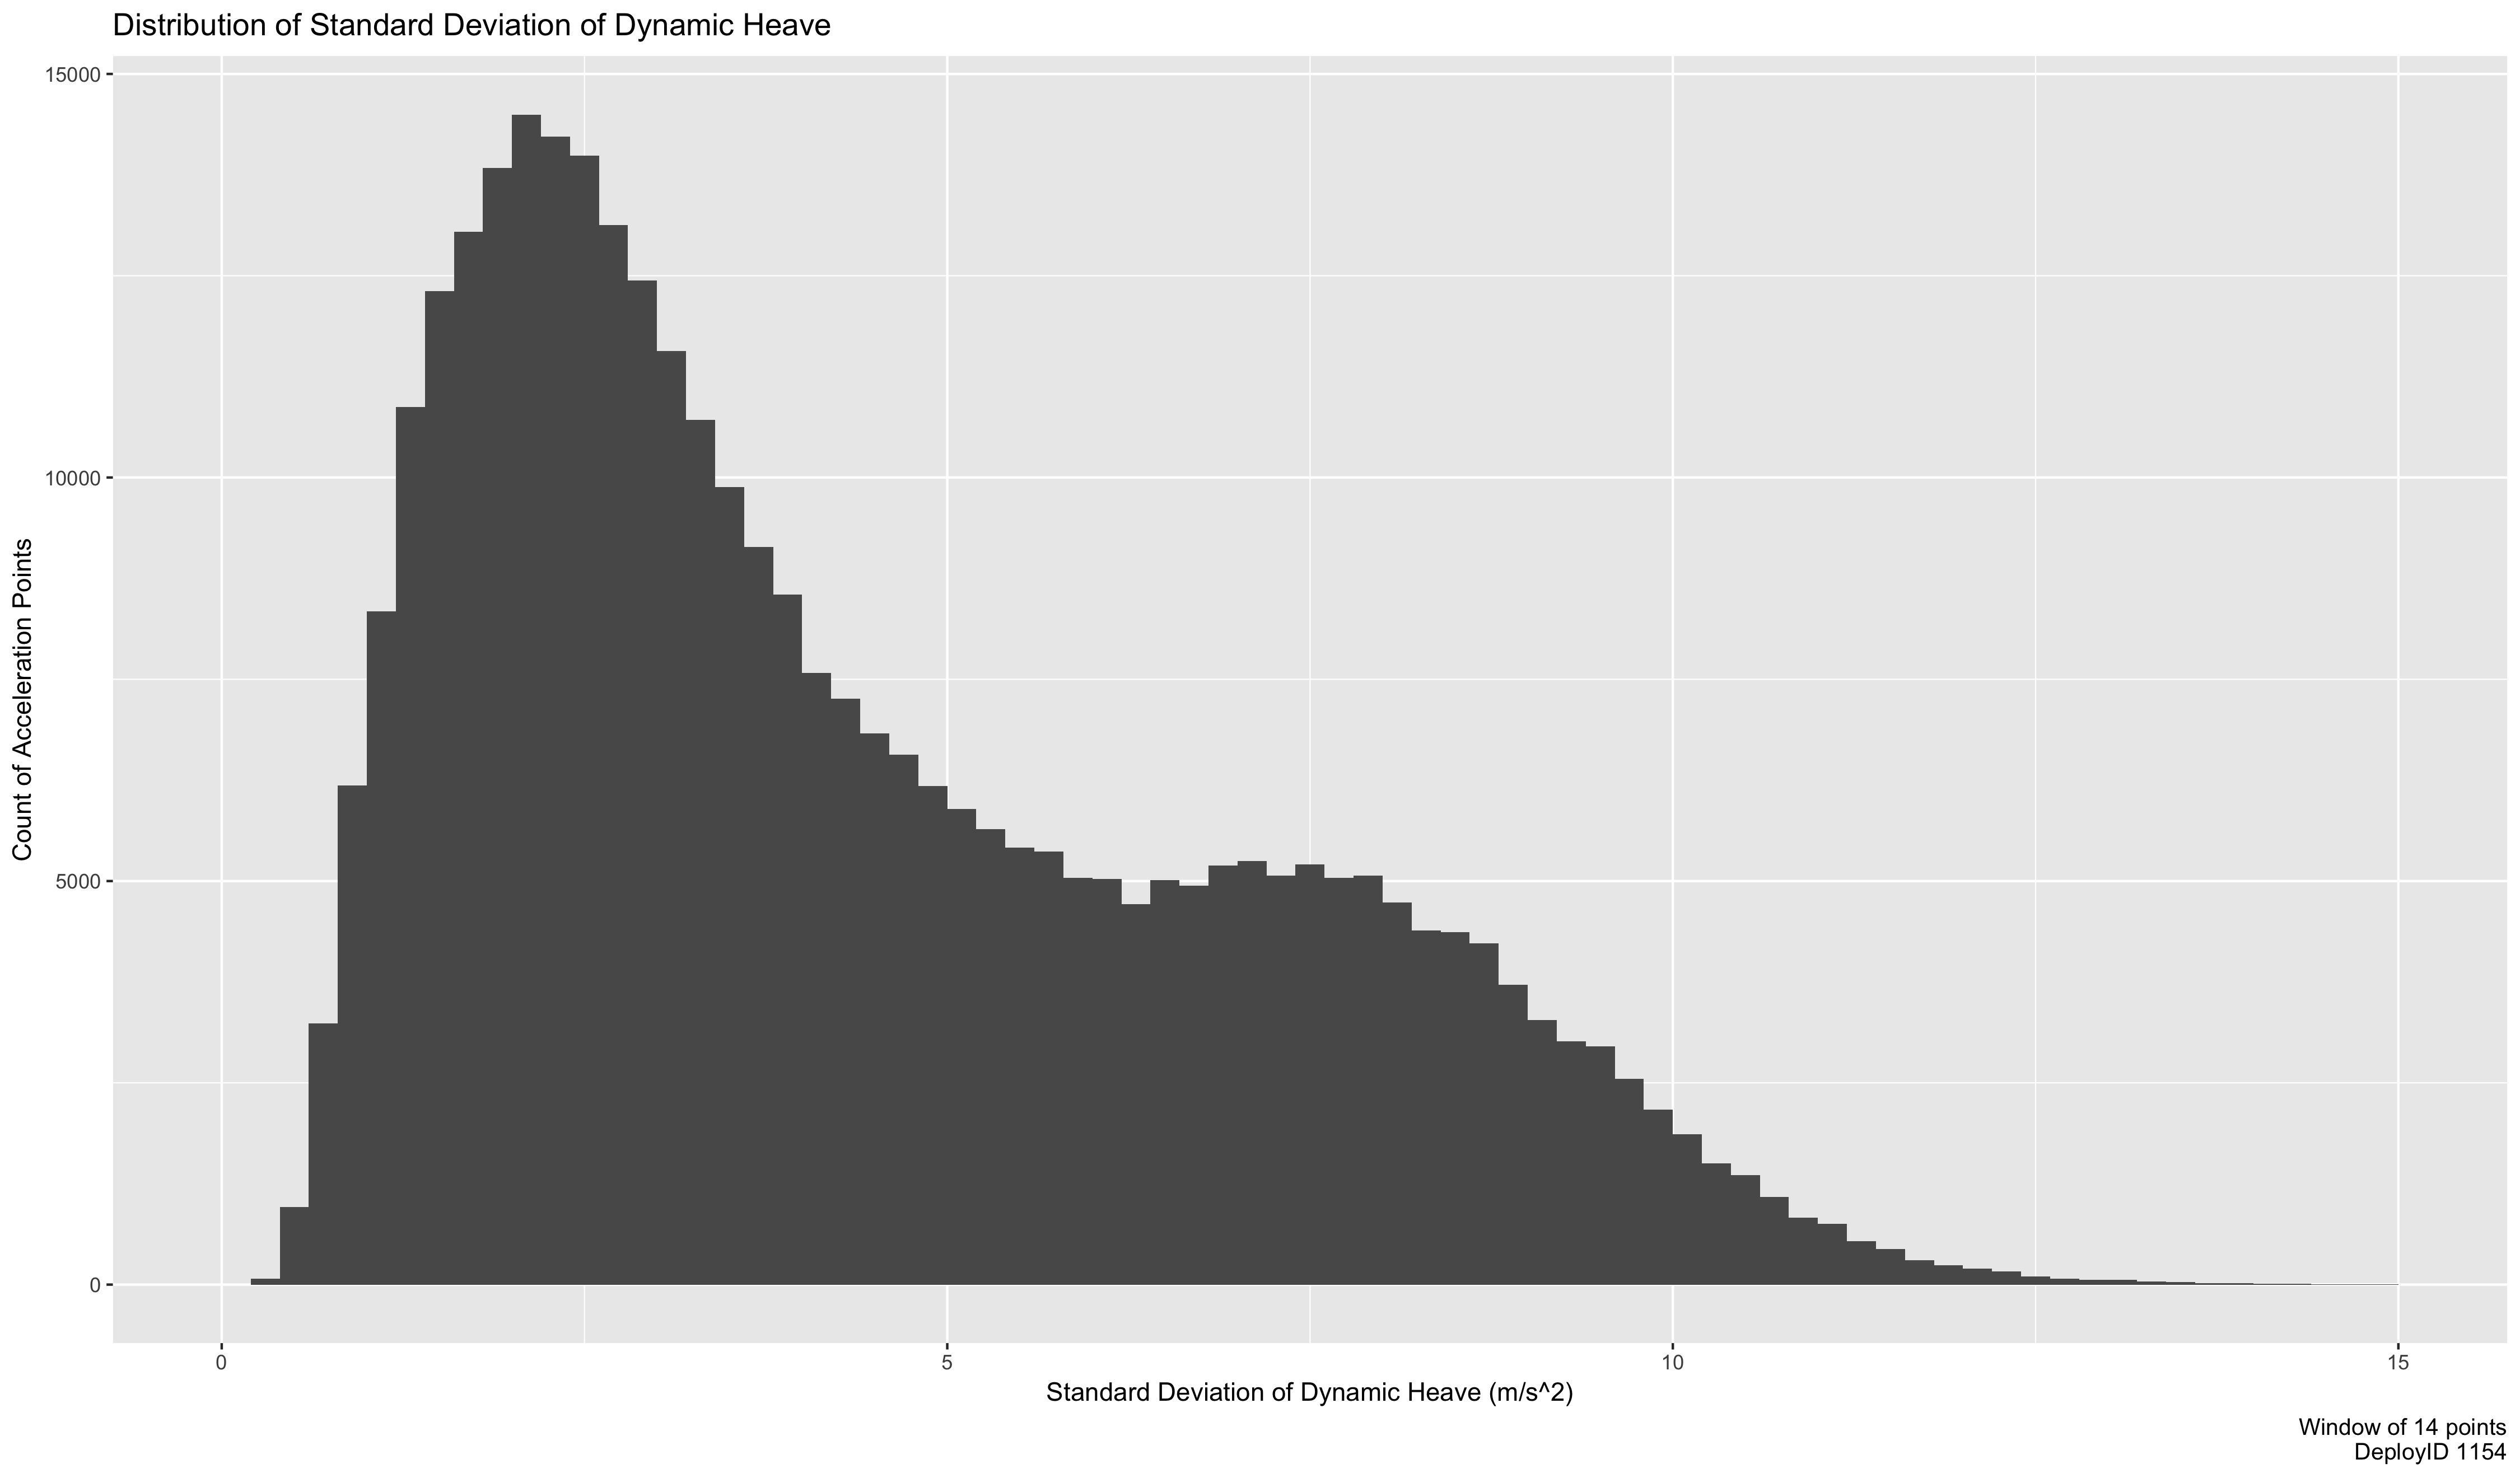 Distribution of Standard Deviation of Dynamic Heave
15000
10000
5000
0
Count of Acceleration Points
0
5
10
15
Standard Deviation of Dynamic Heave (m/s^2)
Window of 14 points
DeployID 1154